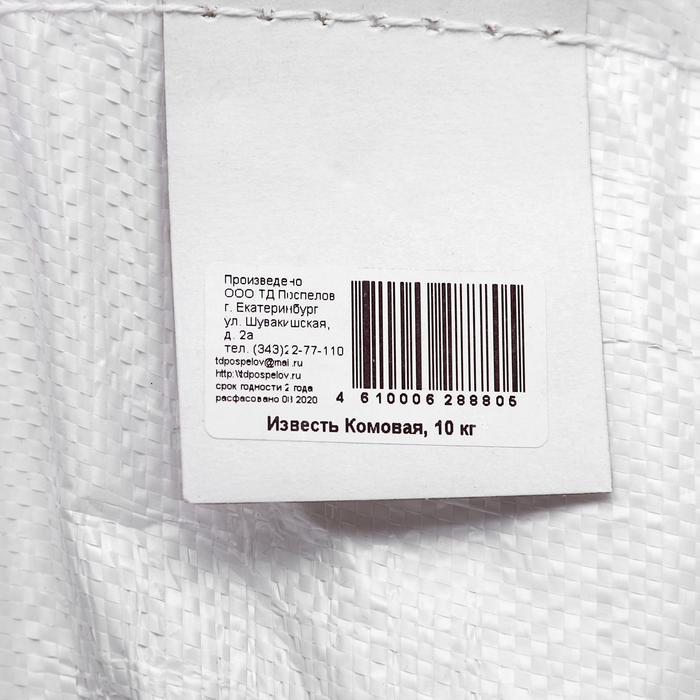 Произведено
ООО ТД Поспелов
г. Екатеринбург
ул. Шувакишская,
д. 2а
тел. (343)22-77-110
tdpospelov@mail.ru
http:\\tdpospelov.ru
срок годности 2 года
расфасовано 2020
4 610006 288805
Известь Комовая, 10 кг